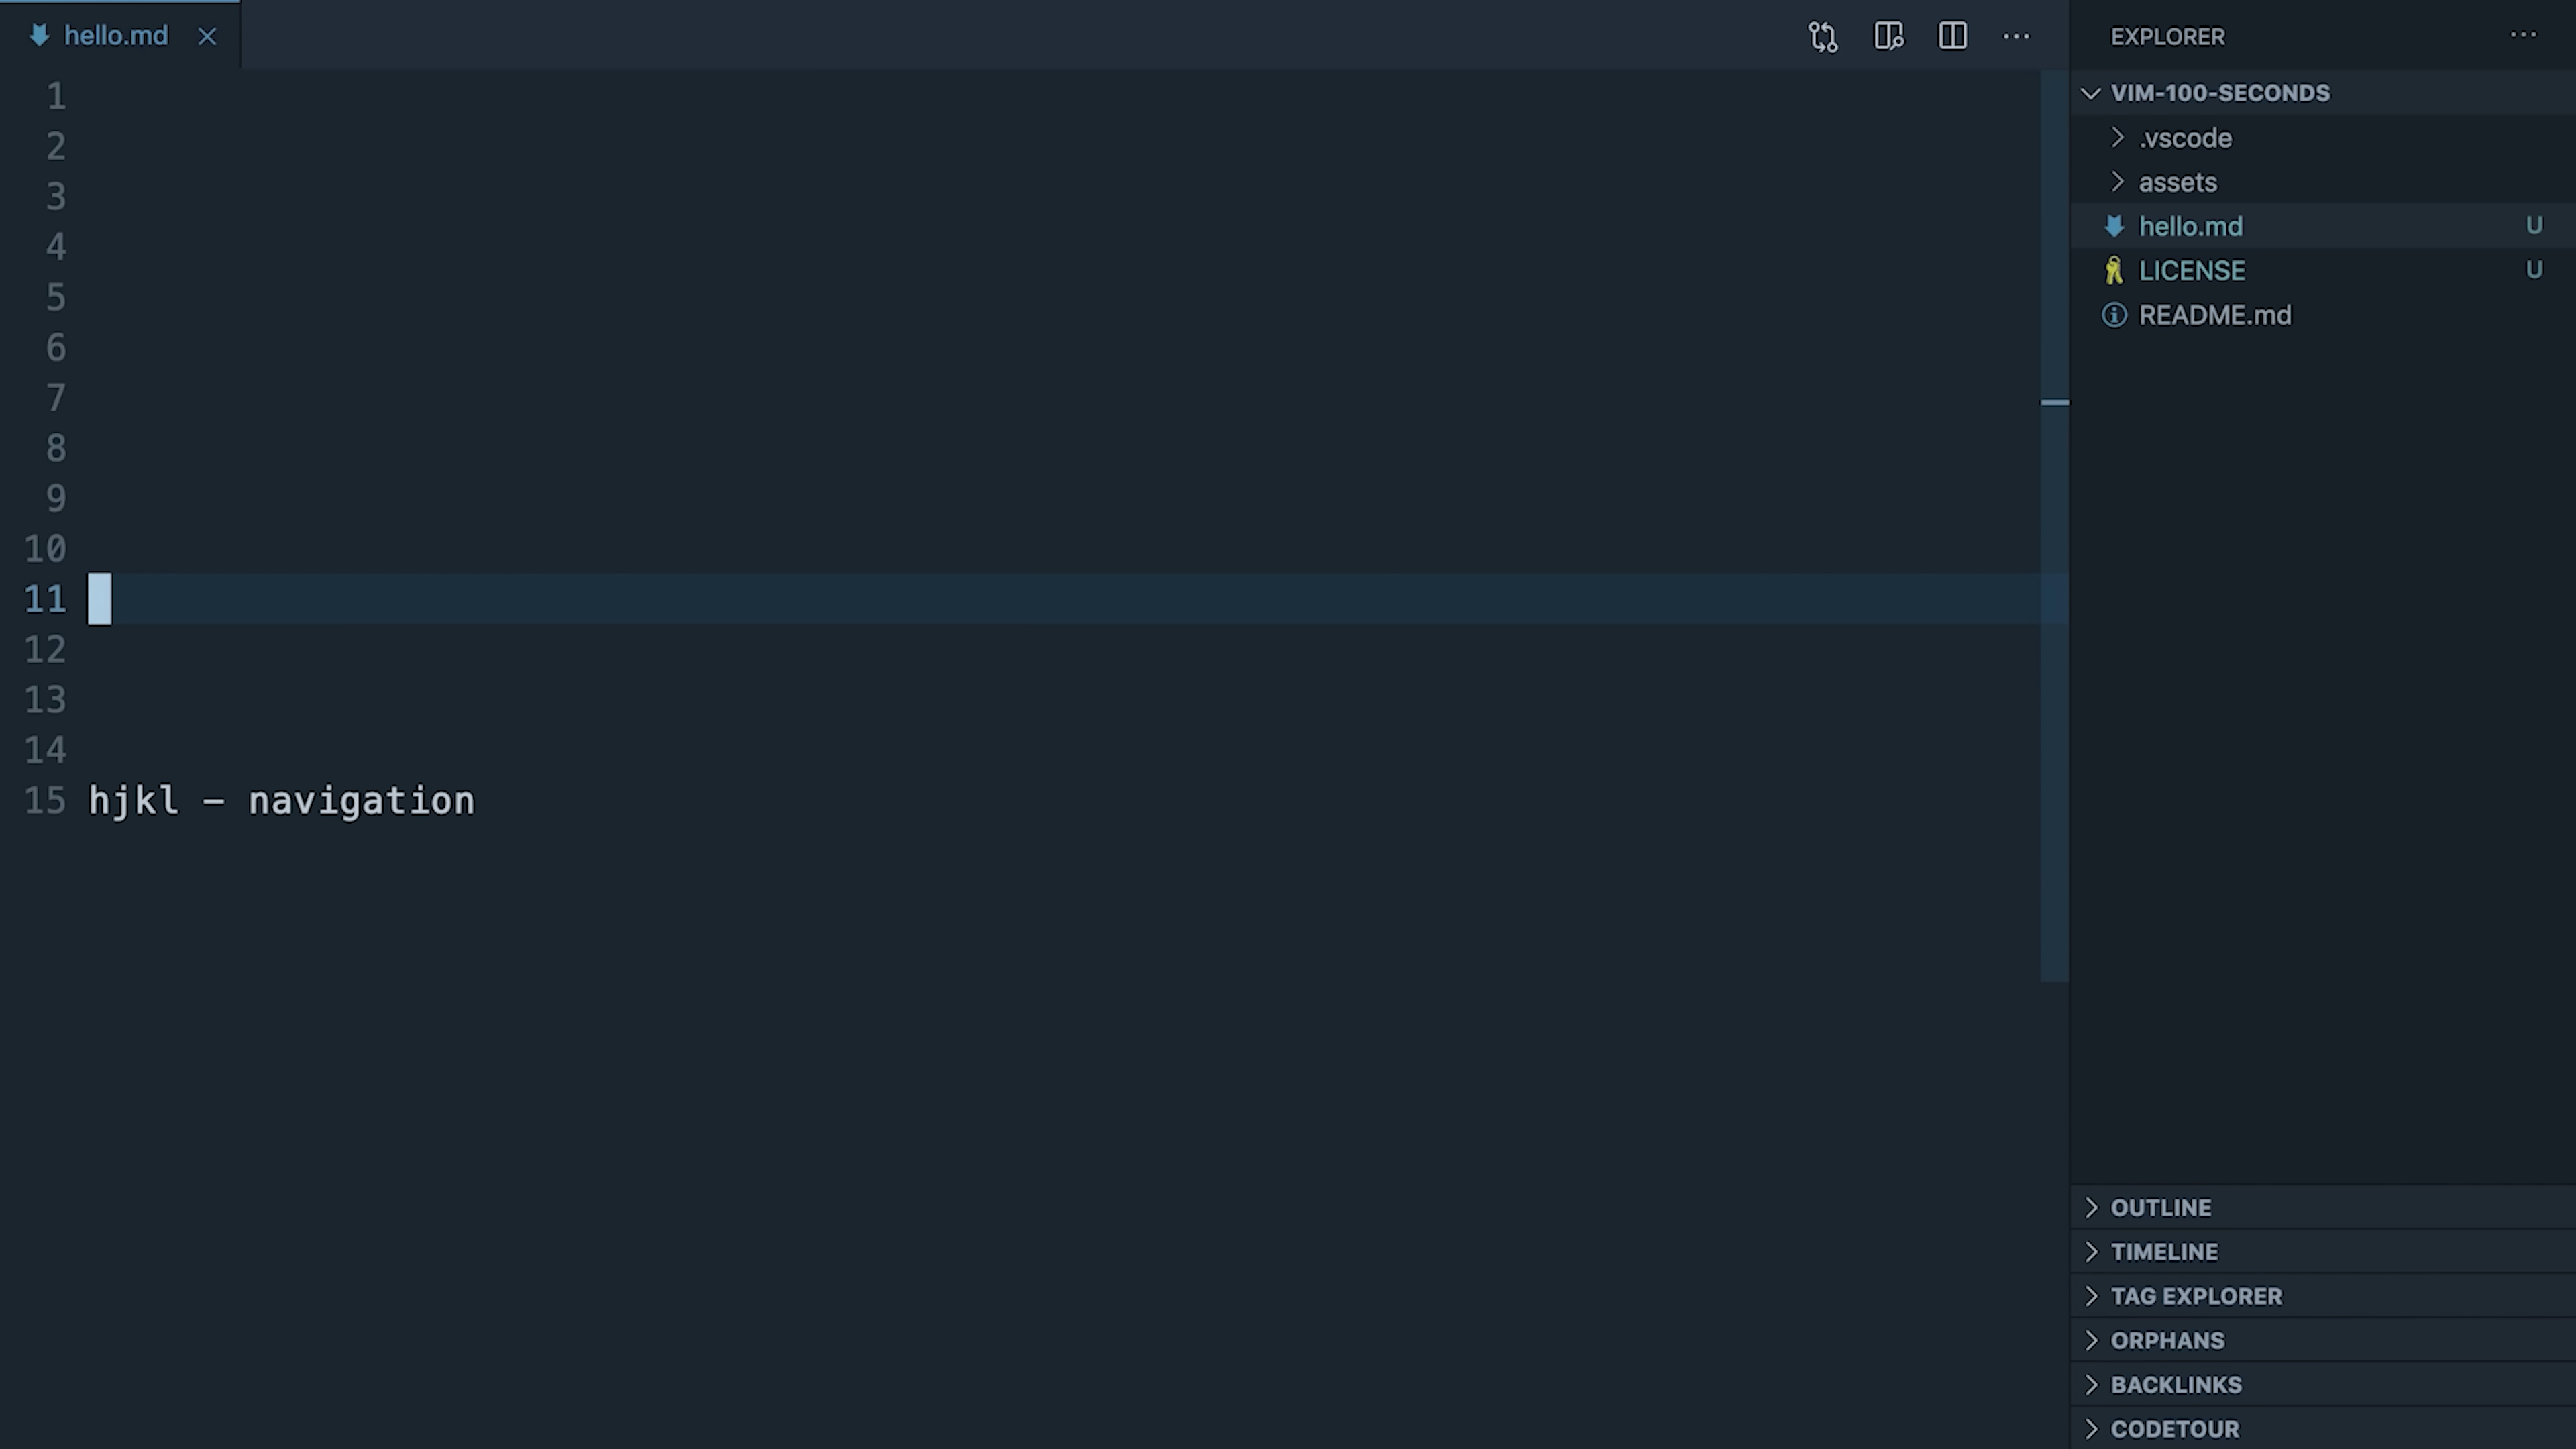 hello.md
EXPLORER
VIM-100-SECONDS
.vscode
assets
hello.md U
LICENSE U
README.md
1
2
3
4
5
6
7
8
9
10
11
12
13
14
15 hjkl - navigation
OUTLINE
TIMELINE
TAG EXPLORER
ORPHANS
BACKLINKS
CODETOUR